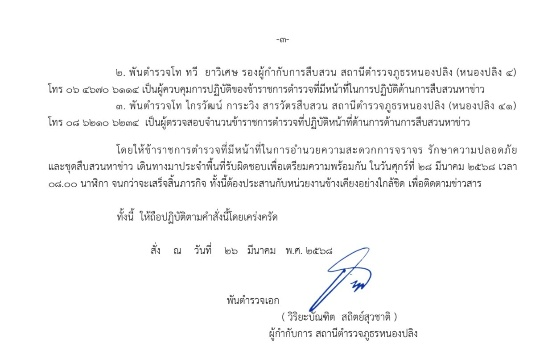 -๓-
๒. พันตำรวจโท ทวี ยาวิเศษ รองผู้กำกับการสืบสวน สถานีตำรวจภูธรหนองปลิง (หนองปลิง ๔)
โทร ๐๖ ๔๖๗๐ ๖๑๑๔ เป็นผู้ควบคุมการปฏิบัติของข้าราชการตำรวจที่มีหน้าที่ในการปฏิบัติด้านการสืบสวนหาข่าว
๓. พันตำรวจโท ไกรวัฒน์ การะวิง สารวัตรสืบสวน สถานีตำรวจภูธรหนองปลิง (หนองปลิง ๔๑)
โทร ๐๘ ๖๒๑๐ ๖๒๓๔ เป็นผู้ตรวจสอบจำนวนข้าราชการตำรวจที่ปฏิบัติหน้าที่ด้านการด้านการสืบสวนหาข่าว
โดยให้ข้าราชการตำรวจที่มีหน้าที่ในการอำนวยความสะดวกการจราจร รักษาความปลอดภัย
และชุดสืบสวนหาข่าว เดินทางมาประจำพื้นที่รับผิดชอบเพื่อเตรียมความพร้อมกัน ในวันศุกร์ที่ ๒๘ มีนาคม ๒๕๖๘ เวลา
๐๘.๐๐ นาฬิกา จนกว่าจะเสร็จสิ้นภารกิจ ทั้งนี้ต้องประสานกับหน่วยงานข้างเคียงอย่างใกล้ชิด เพื่อติดตามข่าวสาร
ทั้งนี้ ให้ถือปฏิบัติตามคำสั่งนี้โดยเคร่งครัด
สั่ง ณ วันที่ ๒๖ มีนาคม พ.ศ. ๒๕๖๘
พันตำรวจเอก
( วิริยะบัณฑิต สถิตย์สุวชาติ )
ผู้กำกับการ สถานีตำรวจภูธรหนองปลิง